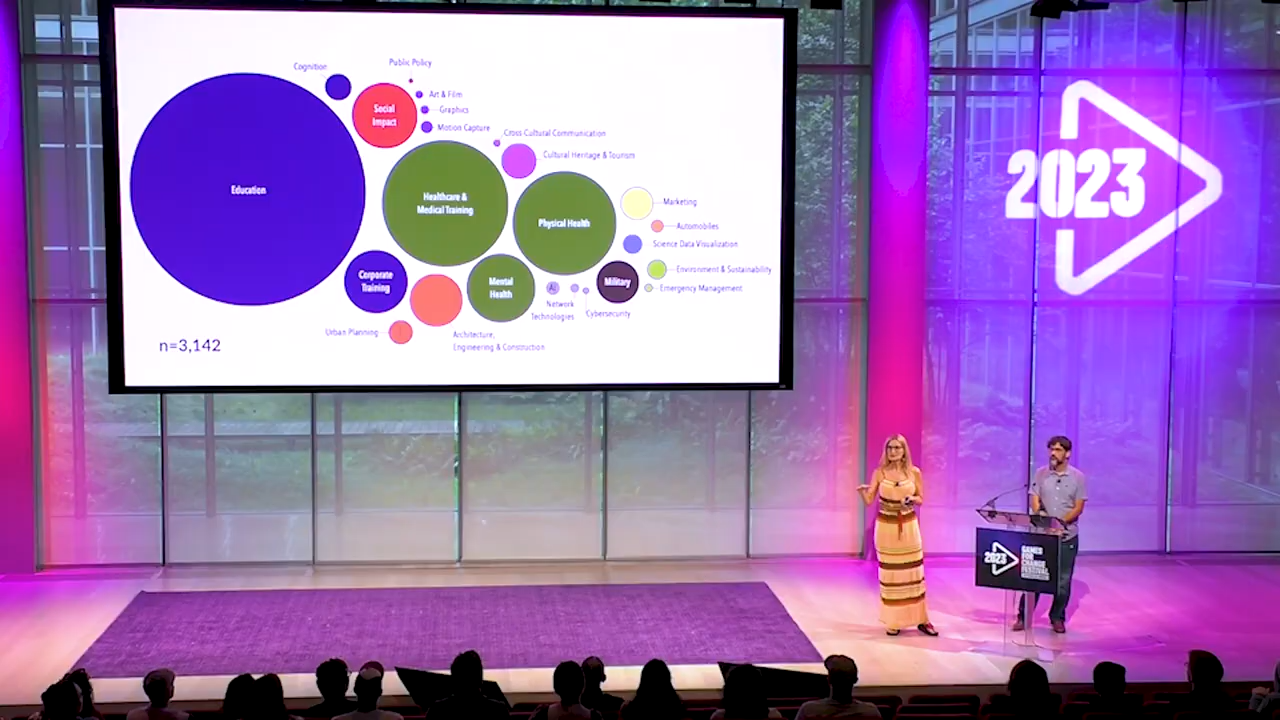 Cognition
Public Policy
Art & Film
Graphics
Motion Capture
Social
Impact
Cross Cultural Communication
Cultural Heritage & Tourism
Education
Healthcare &
Medical Training
Physical Health
Marketing
Automobiles
Science Data Visualization
Environment & Sustainability
Emergency Management
Military
Corporate
Training
Mental
Health
AI
Network
Technologies
Cybersecurity
Urban Planning
Architecture,
Engineering & Construction
n=3,142
2023
2023
GAMES
FOR
CHANGE
FESTIVAL